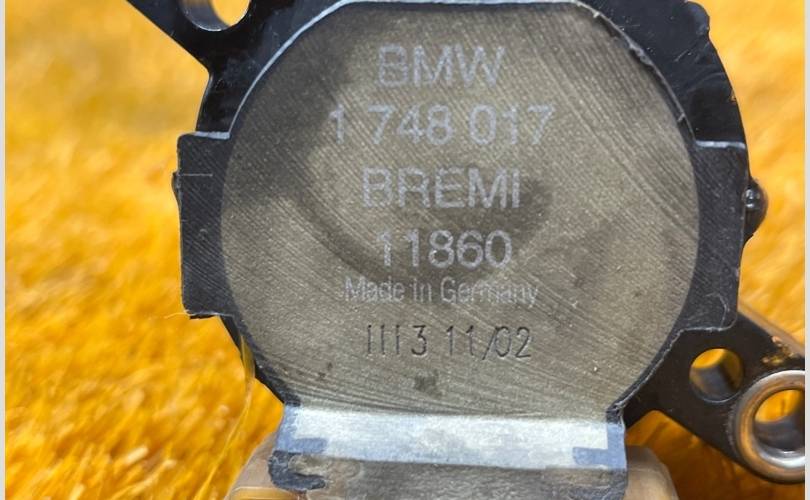 BMW
1 748 017
BREMI
11860
Made in Germany
III3 11/02